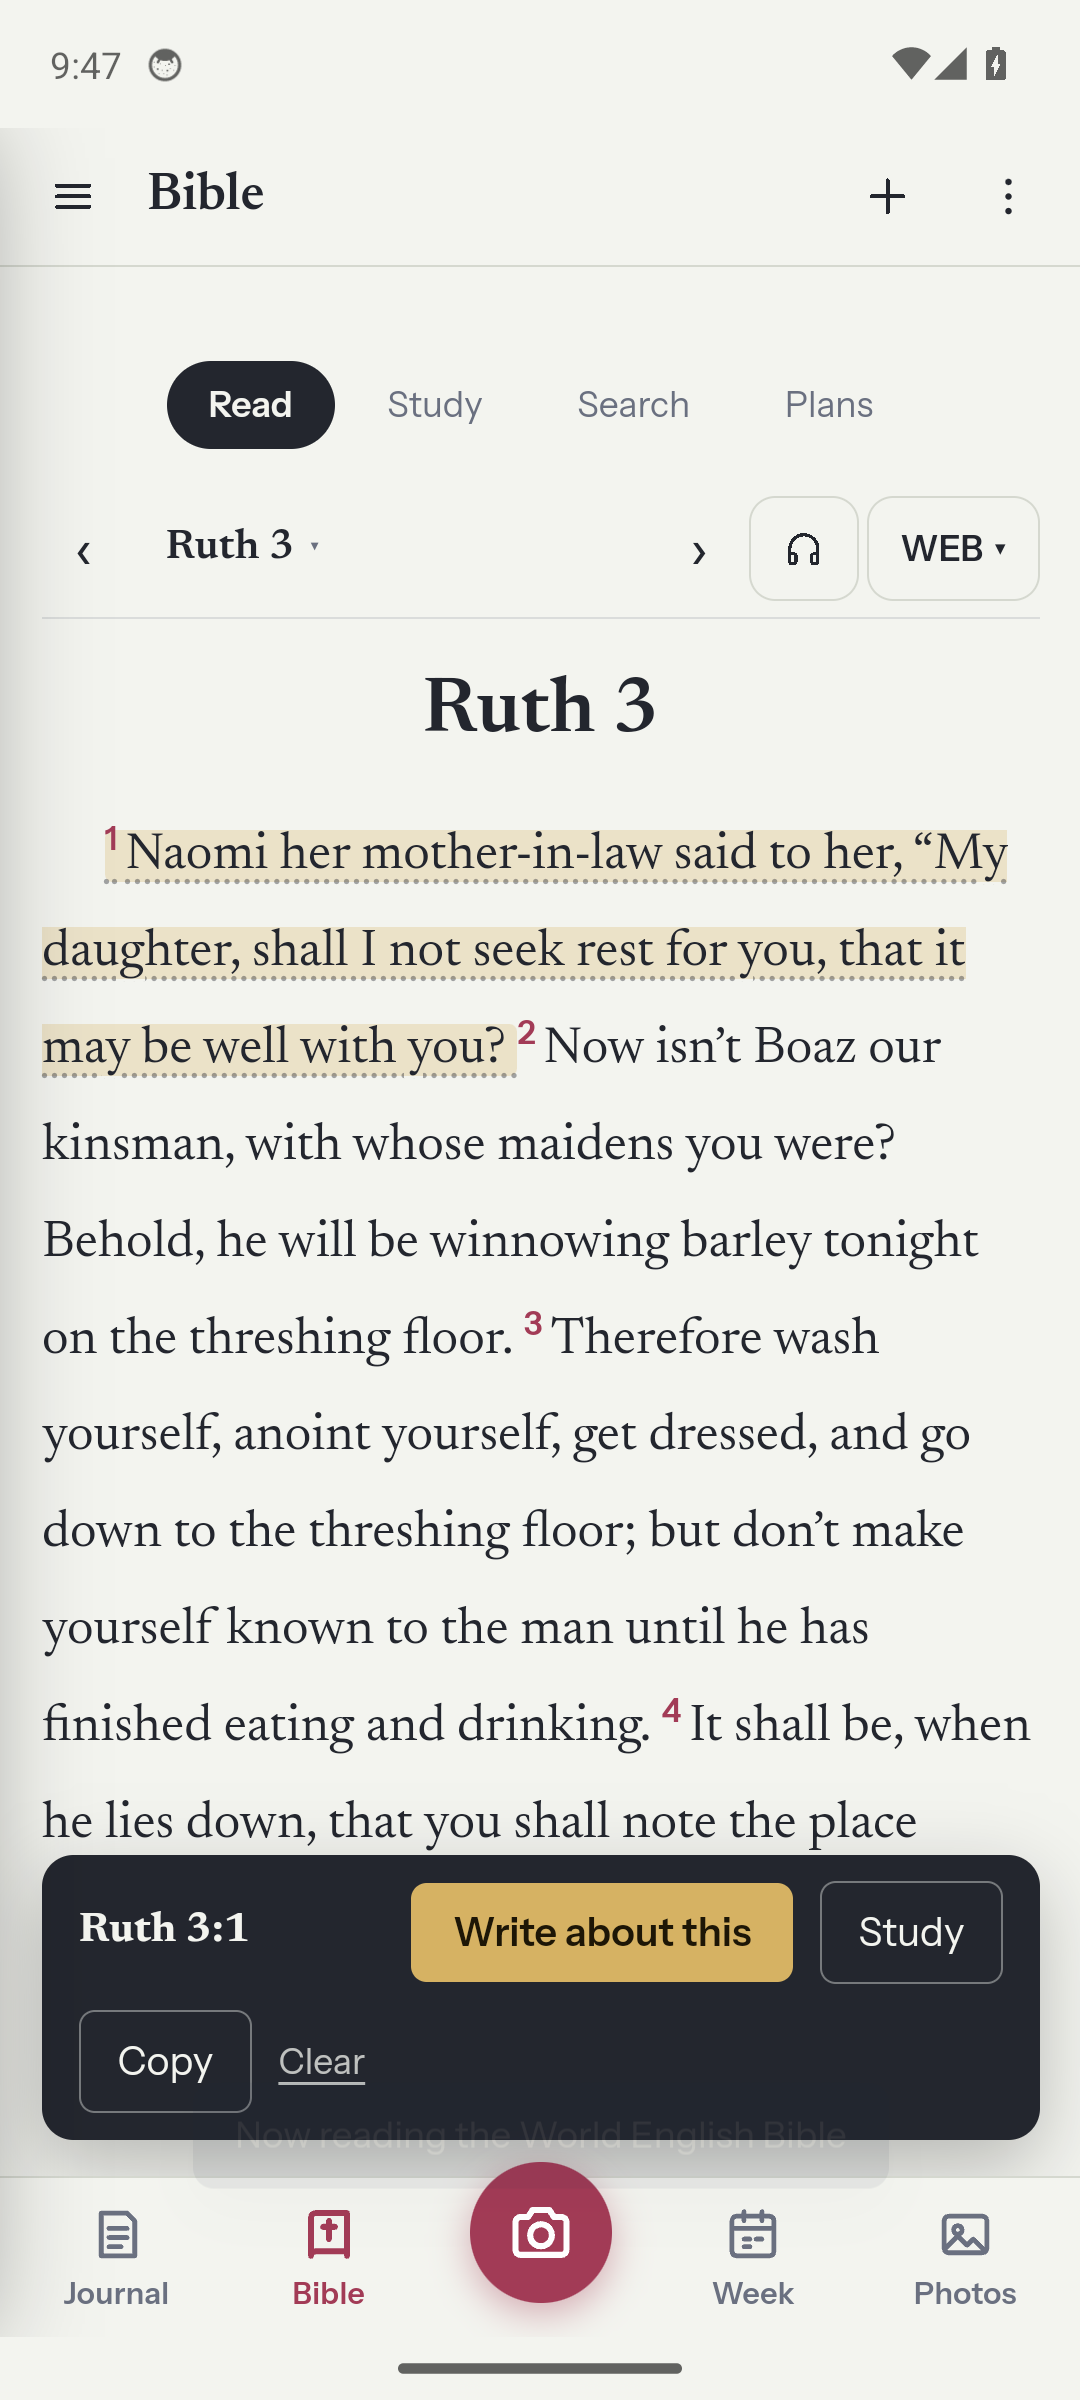 9:47
Bible
Read Study Search Plans
‹ Ruth 3 ▾ › WEB ▾
Ruth 3
1 Naomi her mother-in-law said to her, “My
daughter, shall I not seek rest for you, that it
may be well with you? 2 Now isn’t Boaz our
kinsman, with whose maidens you were?
Behold, he will be winnowing barley tonight
on the threshing floor. 3 Therefore wash
yourself, anoint yourself, get dressed, and go
down to the threshing floor; but don’t make
yourself known to the man until he has
finished eating and drinking. 4 It shall be, when
he lies down, that you shall note the place
Ruth 3:1 Write about this Study
Copy Clear
Now reading the World English Bible
Journal Bible Week Photos